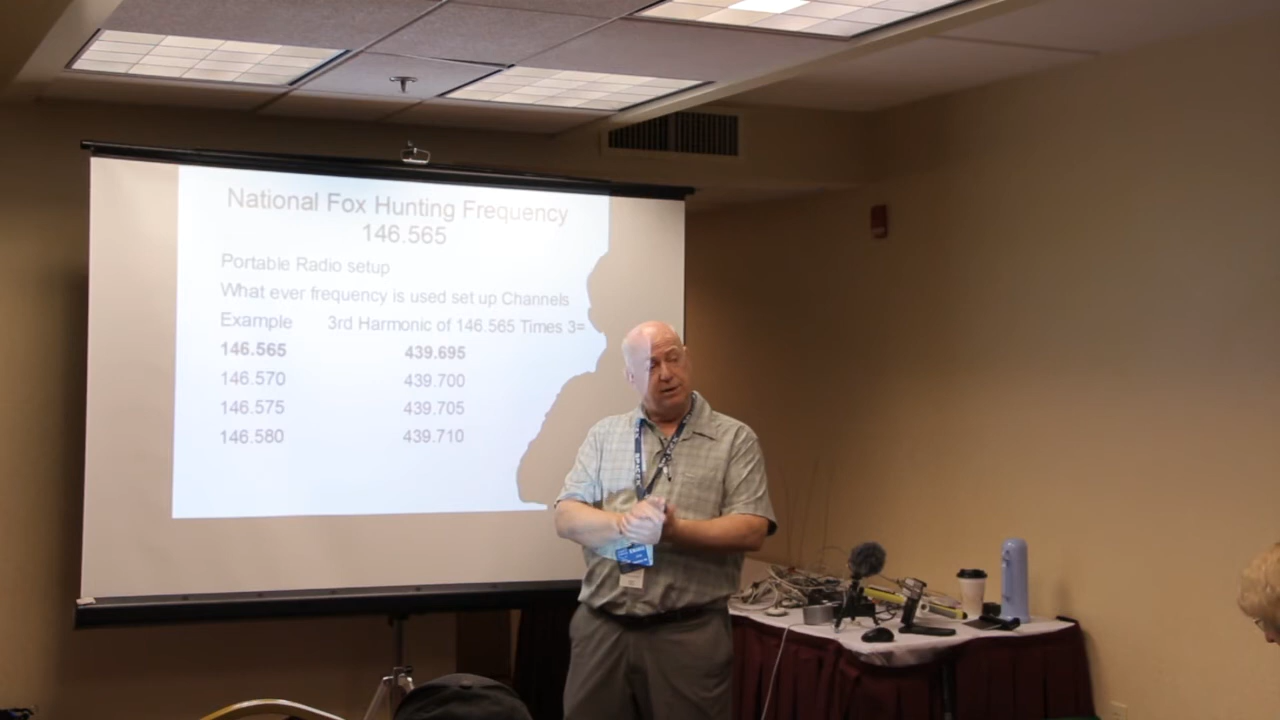 National Fox Hunting Frequency
146.565
Portable Radio setup
What ever frequency is used set up Channels
Example 3rd Harmonic of 146.565 Times 3=
146.565 439.695
146.570 439.700
146.575 439.705
146.580 439.710